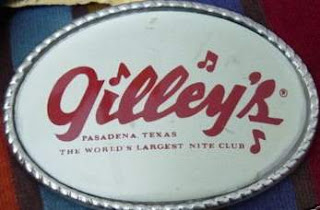 Gilley's®
PASADENA, TEXAS
THE WORLD'S LARGEST NITE CLUB